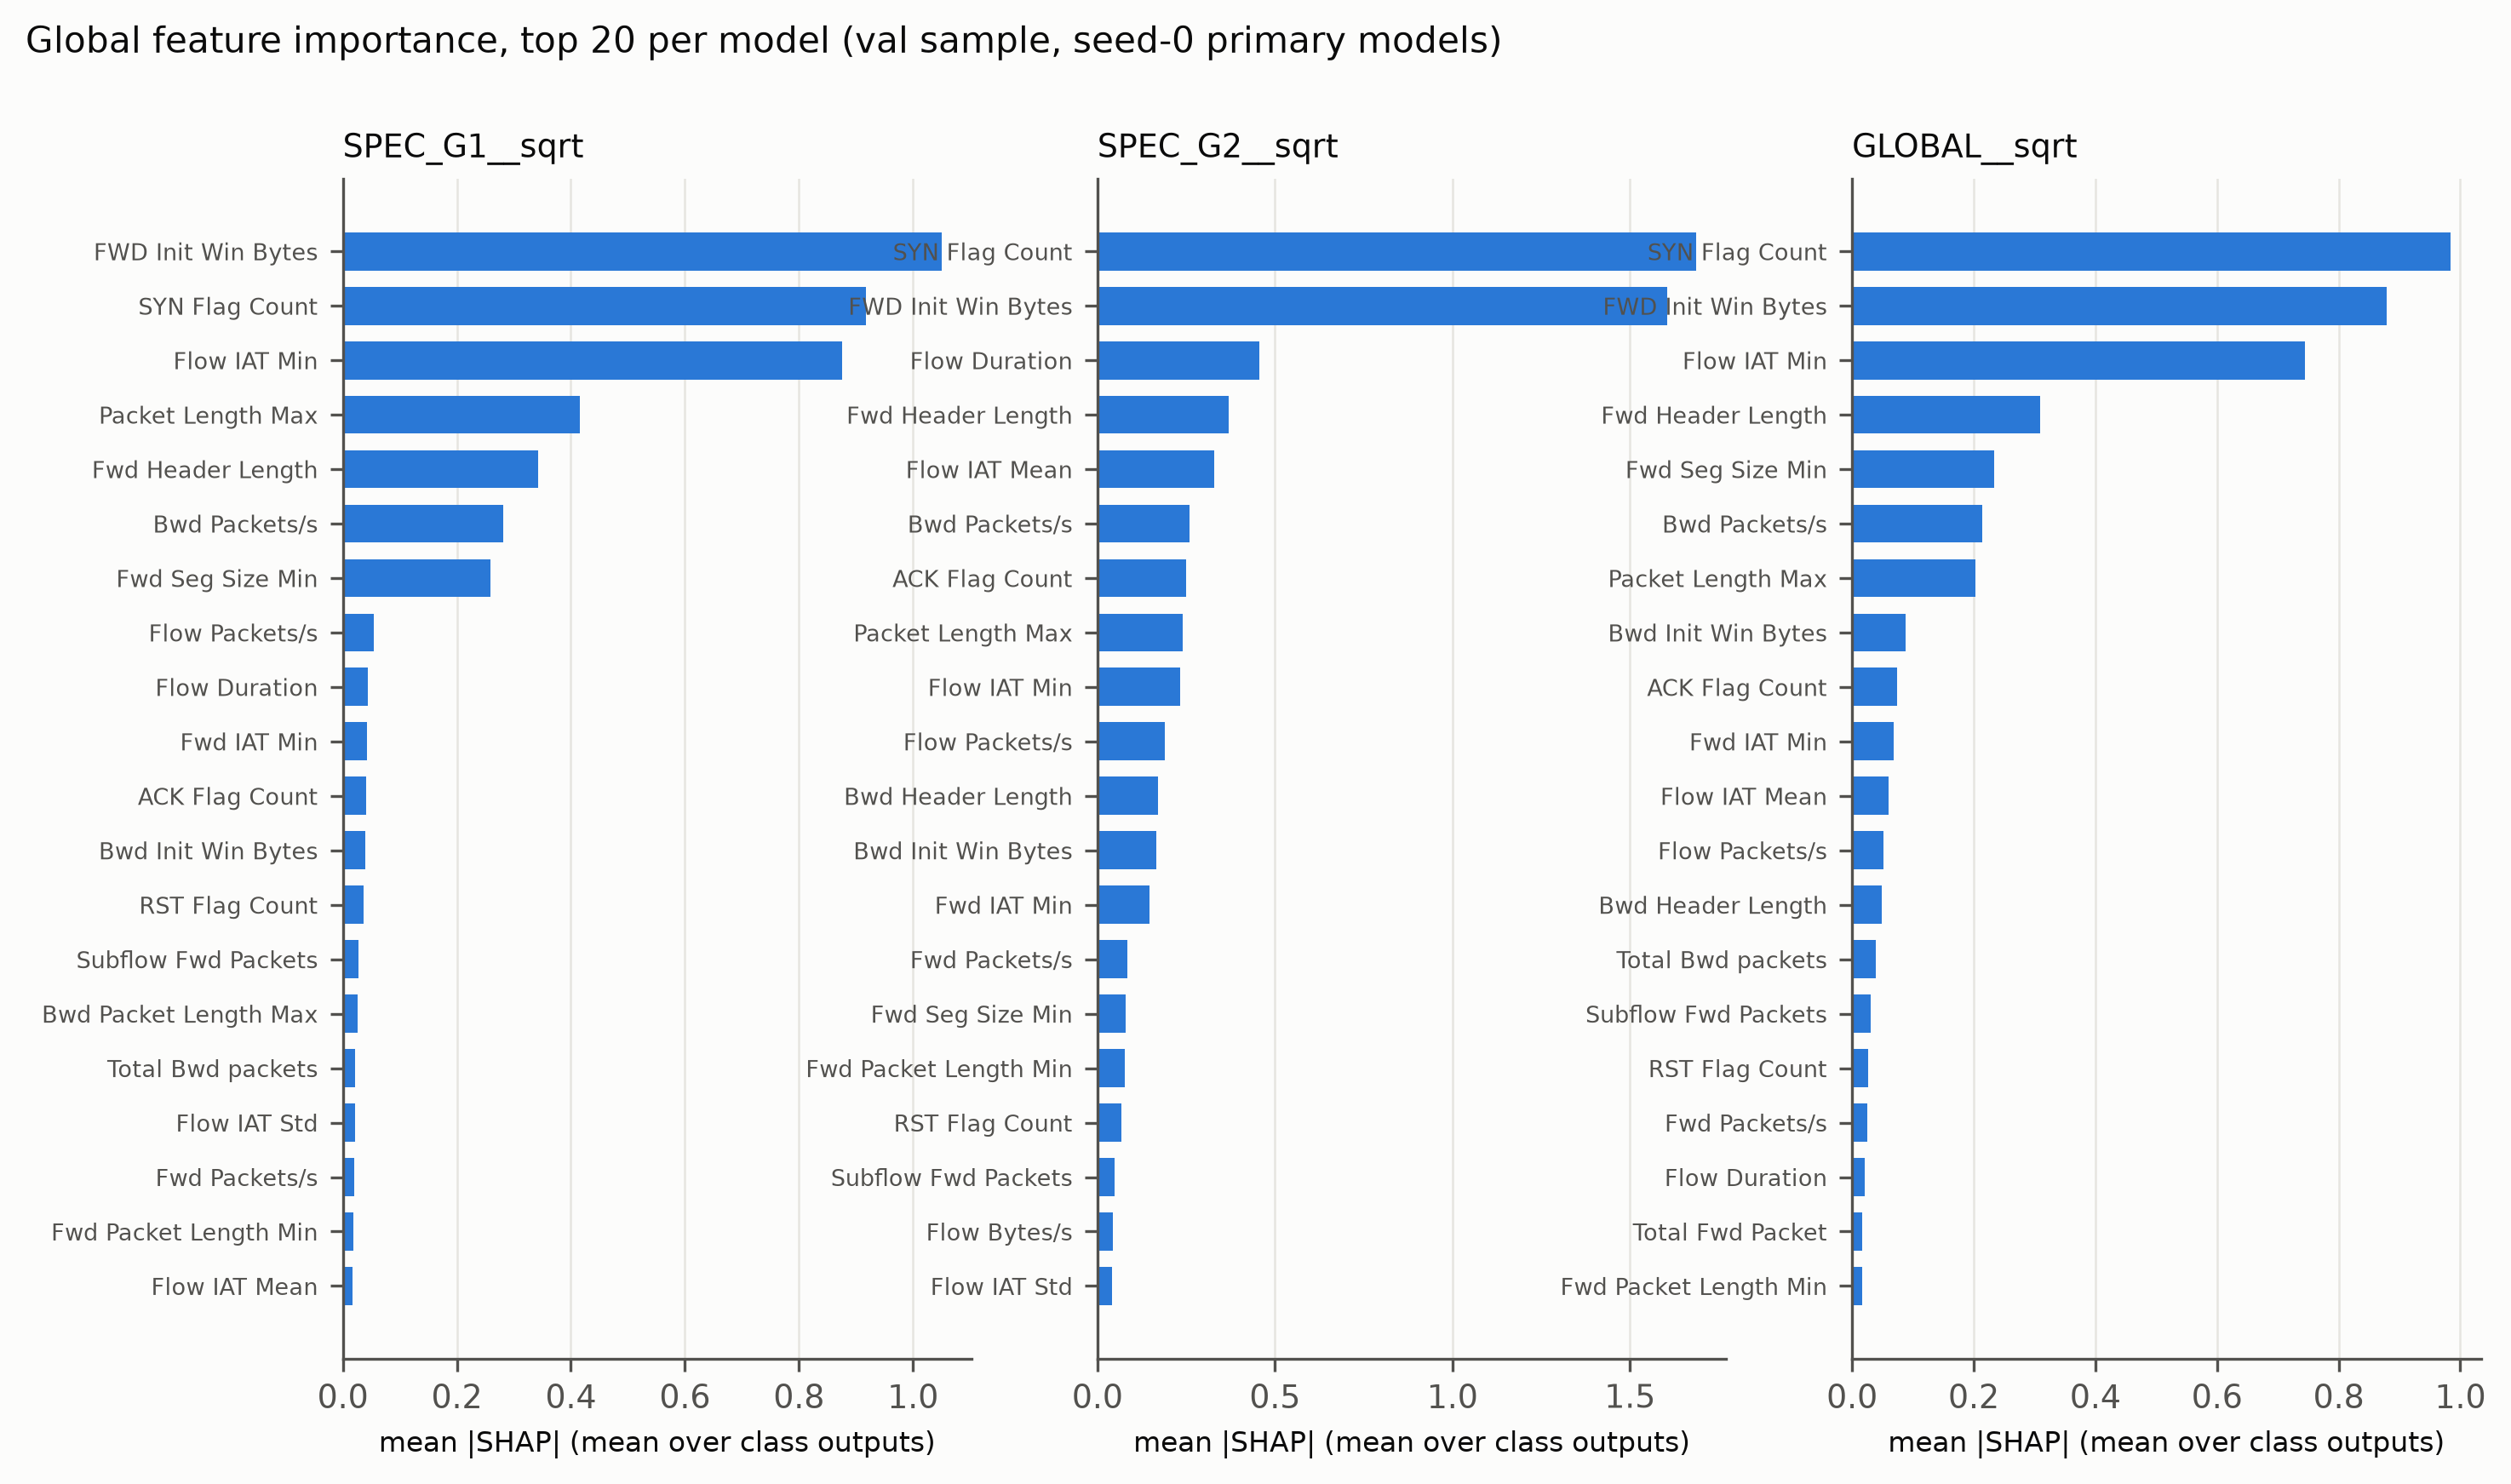 Global feature importance, top 20 per model (val sample, seed-0 primary models)
SPEC_G1__sqrt
FWD Init Win Bytes
SYN Flag Count
Flow IAT Min
Packet Length Max
Fwd Header Length
Bwd Packets/s
Fwd Seg Size Min
Flow Packets/s
Flow Duration
Fwd IAT Min
ACK Flag Count
Bwd Init Win Bytes
RST Flag Count
Subflow Fwd Packets
Bwd Packet Length Max
Total Bwd packets
Flow IAT Std
Fwd Packets/s
Fwd Packet Length Min
Flow IAT Mean
0.0 0.2 0.4 0.6 0.8 1.0
mean |SHAP| (mean over class outputs)
SPEC_G2__sqrt
SYN Flag Count
FWD Init Win Bytes
Flow Duration
Fwd Header Length
Flow IAT Mean
Bwd Packets/s
ACK Flag Count
Packet Length Max
Flow IAT Min
Flow Packets/s
Bwd Header Length
Bwd Init Win Bytes
Fwd IAT Min
Fwd Packets/s
Fwd Seg Size Min
Fwd Packet Length Min
RST Flag Count
Subflow Fwd Packets
Flow Bytes/s
Flow IAT Std
0.0 0.5 1.0 1.5
mean |SHAP| (mean over class outputs)
GLOBAL__sqrt
SYN Flag Count
FWD Init Win Bytes
Flow IAT Min
Fwd Header Length
Fwd Seg Size Min
Bwd Packets/s
Packet Length Max
Bwd Init Win Bytes
ACK Flag Count
Fwd IAT Min
Flow IAT Mean
Flow Packets/s
Bwd Header Length
Total Bwd packets
Subflow Fwd Packets
RST Flag Count
Fwd Packets/s
Flow Duration
Total Fwd Packet
Fwd Packet Length Min
0.0 0.2 0.4 0.6 0.8 1.0
mean |SHAP| (mean over class outputs)